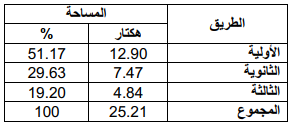 الطريق المساحة
هكتار %
الأولية 12.90 51.17
الثانوية 7.47 29.63
الثالثة 4.84 19.20
المجموع 25.21 100